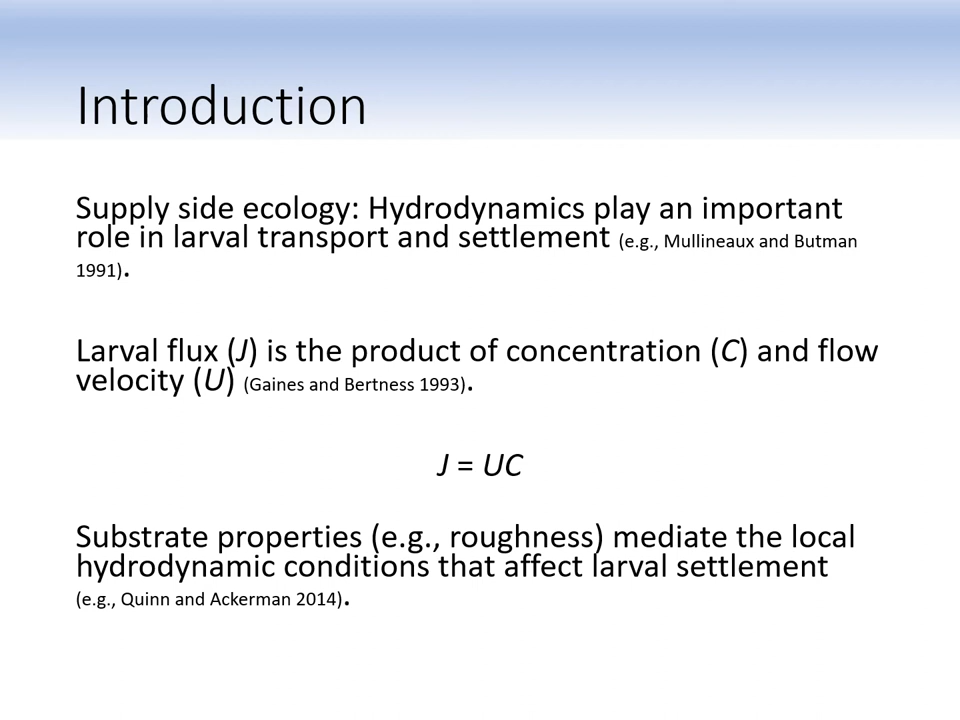 Introduction
Supply side ecology: Hydrodynamics play an important
role in larval transport and settlement (e.g., Mullineaux and Butman
1991).
Larval flux (J) is the product of concentration (C) and flow
velocity (U) (Gaines and Bertness 1993).
J = UC
Substrate properties (e.g., roughness) mediate the local
hydrodynamic conditions that affect larval settlement
(e.g., Quinn and Ackerman 2014).